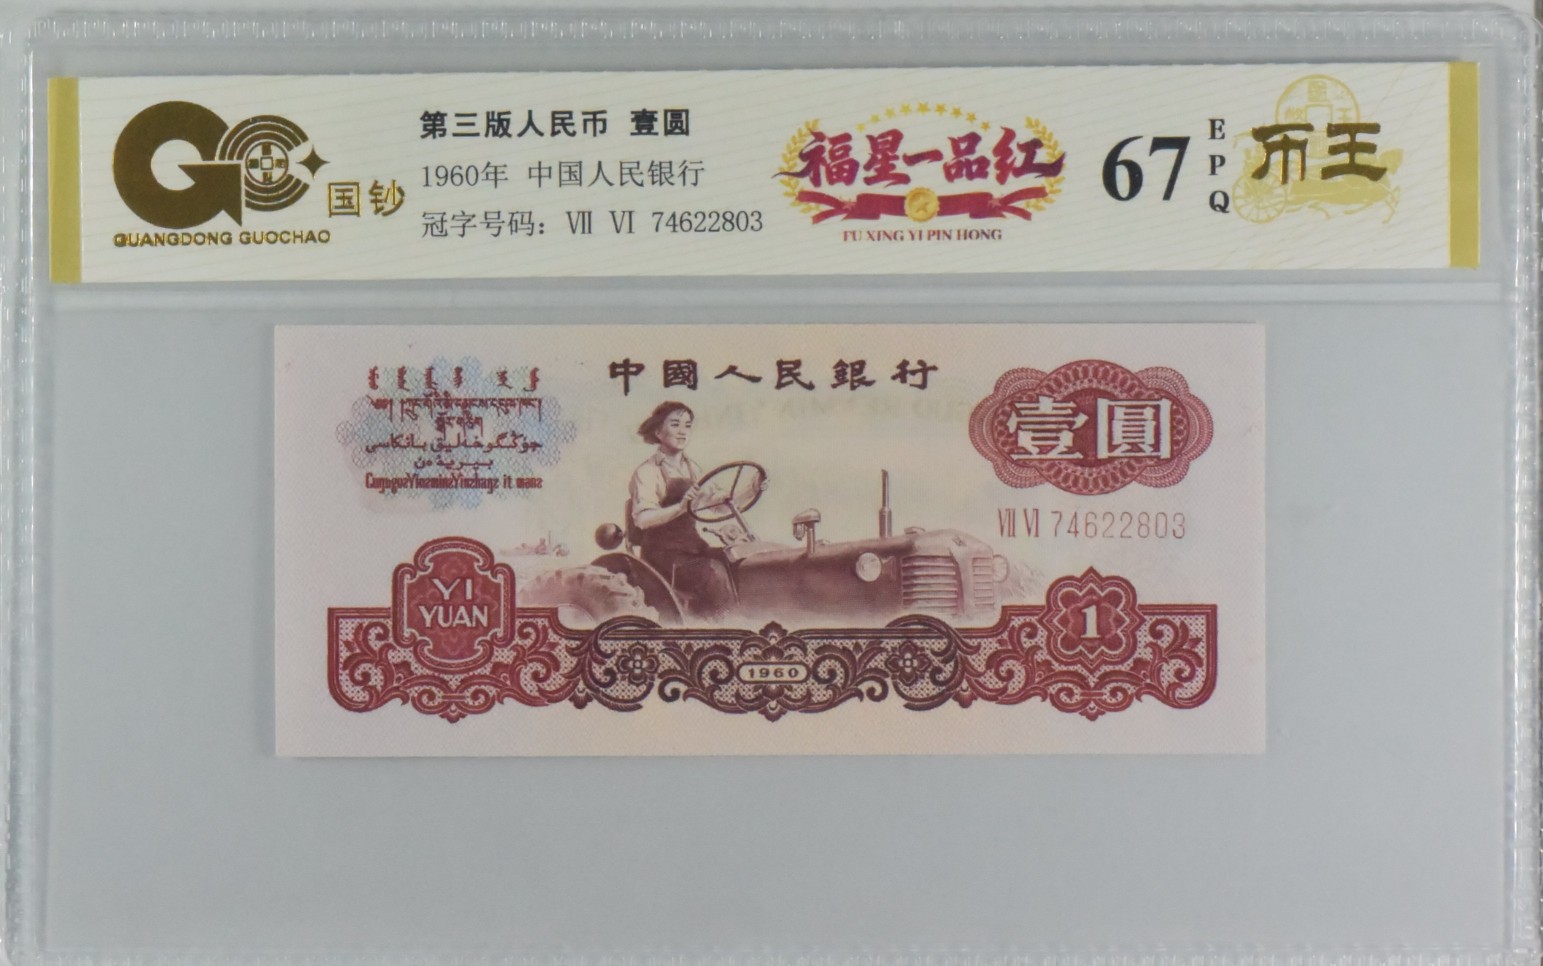 国钞
GUANGDONG GUOCHAO
第三版人民币 壹圆
1960年 中国人民银行
冠字号码：Ⅶ Ⅵ 74622803
福星一品红
FU XING YI PIN HONG
67
EPQ
币王
中國人民銀行
壹圓
Ⅶ Ⅵ 74622803
YI
YUAN
1960
1